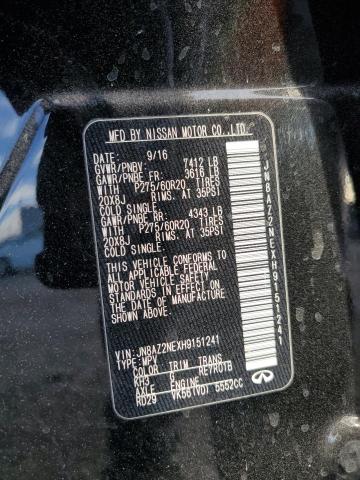 MFD BY NISSAN MOTOR CO.,LTD.
DATE: 9/16
GVWR/PNBV: 7412 LB
GAWR/PNBE FR: 3616 LB
WITH P275/60R20 TIRES
20X8J RIMS, AT 35PSI
COLD SINGLE
GAWR/PNBE RR: 4343 LB
WITH P275/60R20 TIRES
20X8J RIMS, AT 35PSI
COLD SINGLE
THIS VEHICLE CONFORMS TO
ALL APPLICABLE FEDERAL
MOTOR VEHICLE SAFETY
STANDARDS IN EFFECT ON
THE DATE OF MANUFACTURE
SHOWN ABOVE.
VIN: JN8AZ2NEXH9151241
TYPE: MPV
COLOR TRIM TRANS
KH3 G RE7R01B
AXLE ENGINE
RD29 VK56(VD) 5552CC
JN8AZ2NEXH9151241